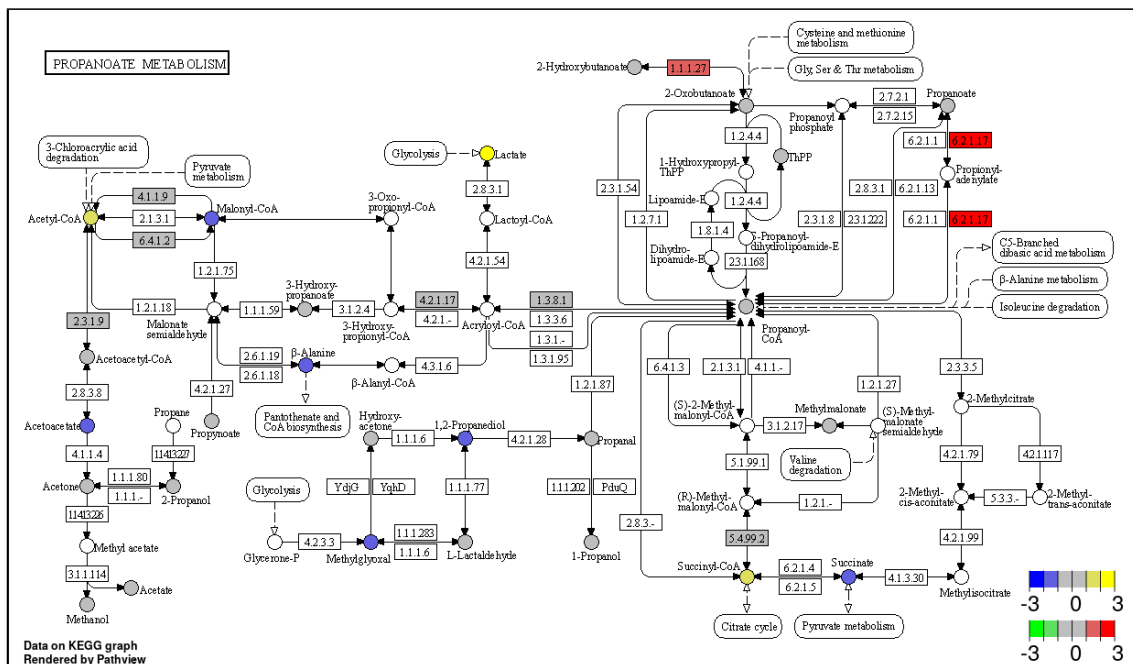 PROPANOATE METABOLISM
Cysteine and methionine
metabolism
Gly, Ser & Thr metabolism
2-Hydroxybutanoate
1.1.1.27
2-Oxobutanoate
Propanoyl
phosphate
2.7.2.1
2.7.2.15
Propanoate
3-Chloroacrylic acid
degradation
Pyruvate
metabolism
Glycolysis
Lactate
1.2.4.4
ThPP
1-Hydroxypropyl-
ThPP
6.2.1.1
6.2.1.17
Propionyl-
adenylate
4.1.1.9
Acetyl-CoA
2.1.3.1
Malonyl-CoA
6.4.1.2
3-Oxo-
propionyl-CoA
2.8.3.1
Lactoyl-CoA
2.3.1.54
1.2.7.1
Lipoamide-E
1.2.4.4
1.8.1.4
Dihydro-
lipoamide-E
S-Propanoyl-
dihydrolipoamide-E
2.3.1.168
2.8.3.1
6.2.1.13
2.3.1.8
2.3.1.222
6.2.1.1
6.2.1.17
C5-Branched
dibasic acid metabolism
β-Alanine metabolism
Isoleucine degradation
1.2.1.75
4.2.1.54
1.2.1.18
Malonate
semialdehyde
1.1.1.59
3-Hydroxy-
propanoate
3.1.2.4
3-Hydroxy-
propionyl-CoA
4.2.1.17
4.2.1.-
Acryloyl-CoA
1.3.8.1
1.3.3.6
1.3.1.-
1.3.1.95
Propanoyl-
CoA
2.3.1.9
Acetoacetyl-CoA
2.6.1.19
2.6.1.18
β-Alanine
β-Alanyl-CoA
4.3.1.6
6.4.1.3
2.1.3.1
4.1.1.-
1.2.1.27
2.3.3.5
2.8.3.8
4.2.1.27
Pantothenate and
CoA biosynthesis
1.2.1.87
Acetoacetate
Propane
Propynoate
Hydroxy-
acetone
1.1.1.6
1,2-Propanediol
4.2.1.28
Propanal
(S)-2-Methyl-
malonyl-CoA
3.1.2.17
Methylmalonate
(S)-Methyl-
malonate
semialdehyde
2-Methylcitrate
4.1.1.4
1.14.13.227
4.2.1.79
4.2.1.117
Valine
degradation
5.1.99.1
Acetone
1.1.1.80
1.1.1.-
2-Propanol
Glycolysis
YdjG
YqhD
1.1.1.77
1.1.1.202
PduQ
(R)-Methyl-
malonyl-CoA
1.2.1.-
2-Methyl-
cis-aconitate
5.3.3.-
2-Methyl-
trans-aconitate
1.14.13.226
2.8.3.-
Methyl acetate
Glycerone-P
4.2.3.3
Methylglyoxal
1.1.1.283
1.1.1.6
L-Lactaldehyde
1-Propanol
5.4.99.2
4.2.1.99
3.1.1.114
Acetate
Methanol
Succinyl-CoA
6.2.1.4
6.2.1.5
Succinate
4.1.3.30
Methylisocitrate
Citrate cycle
Pyruvate metabolism
-3 0 3
-3 0 3
Data on KEGG graph
Rendered by Pathview